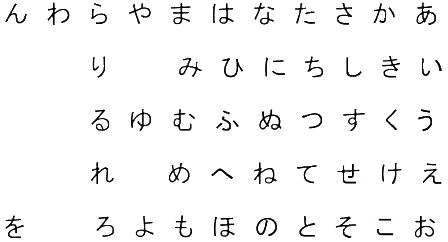 ん わ ら や ま は な た さ か あ
り み ひ に ち し き い
る ゆ む ふ ぬ つ す く う
れ め へ ね て せ け え
を ろ よ も ほ の と そ こ お